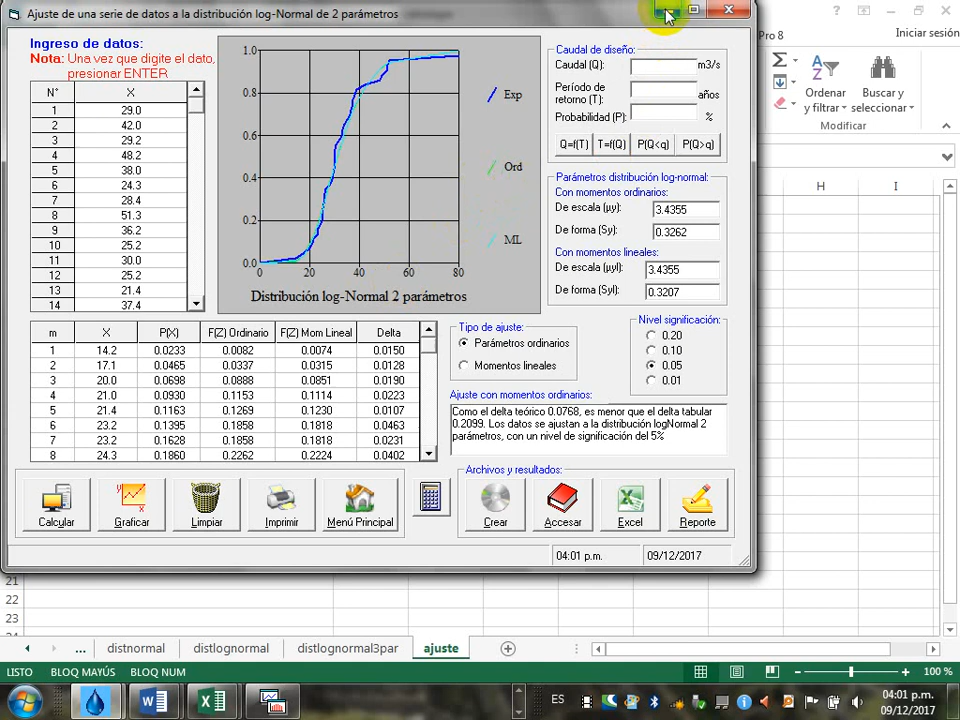 Ajuste de una serie de datos a la distribución log-Normal de 2 parámetros
Ingreso de datos:
Nota: Una vez que digite el dato,
presionar ENTER
N° X
1 29.0
2 42.0
3 29.2
4 48.2
5 38.0
6 24.3
7 28.4
8 51.3
9 36.2
10 25.2
11 30.0
12 25.2
13 21.4
14 37.4
1.0
0.8
0.6
0.4
0.2
0.0
0 20 40 60 80
Exp
Ord
ML
Distribución log-Normal 2 parámetros
Caudal de diseño:
Caudal (Q): m3/s
Período de
retorno (T): años
Probabilidad (P): %
Q=f(T) T=f(Q) P(Q<q) P(Q>q)
Parámetros distribución log-normal:
Con momentos ordinarios:
De escala (µy): 3.4355
De forma (Sy): 0.3262
Con momentos lineales:
De escala (µyl) 3.4355
De forma (Syl): 0.3207
m X P(X) F(Z) Ordinario F(Z) Mom Lineal Delta
1 14.2 0.0233 0.0082 0.0074 0.0150
2 17.1 0.0465 0.0337 0.0315 0.0128
3 20.0 0.0698 0.0888 0.0851 0.0190
4 21.0 0.0930 0.1153 0.1114 0.0223
5 21.4 0.1163 0.1269 0.1230 0.0107
6 23.2 0.1395 0.1858 0.1818 0.0463
7 23.2 0.1628 0.1858 0.1818 0.0231
8 24.3 0.1860 0.2262 0.2224 0.0402
Tipo de ajuste:
Parámetros ordinarios
Momentos lineales
Nivel significación:
0.20
0.10
0.05
0.01
Ajuste con momentos ordinarios:
Como el delta teórico 0.0768, es menor que el delta tabular
0.2099. Los datos se ajustan a la distribución logNormal 2
parámetros, con un nivel de significación del 5%
Calcular Graficar Limpiar Imprimir Menú Principal
Archivos y resultados:
Crear Accesar Excel Reporte
04:01 p.m. 09/12/2017
Pro 8
Iniciar sesión
Ordenar
y filtrar
Buscar y
seleccionar
Modificar
H I
21
22
23
... distnormal distlognormal distlognormal3par ajuste
LISTO BLOQ MAYÚS BLOQ NUM 100 %
ES
04:01 p.m.
09/12/2017